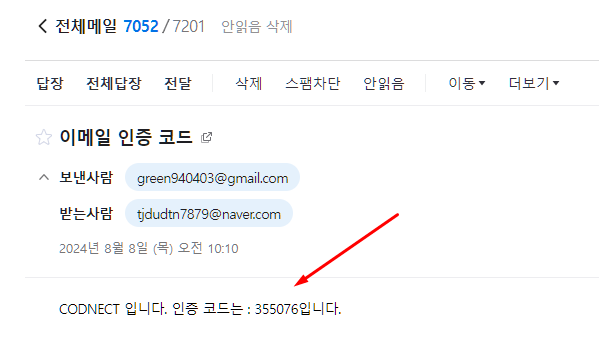 전체메일 7052 / 7201 안읽음 삭제
답장 전체답장 전달 삭제 스팸차단 안읽음 이동 더보기
이메일 인증 코드
보낸사람 green940403@gmail.com
받는사람 tjdudtn7879@naver.com
2024년 8월 8일 (목) 오전 10:10
CODNECT 입니다. 인증 코드는 : 355076입니다.